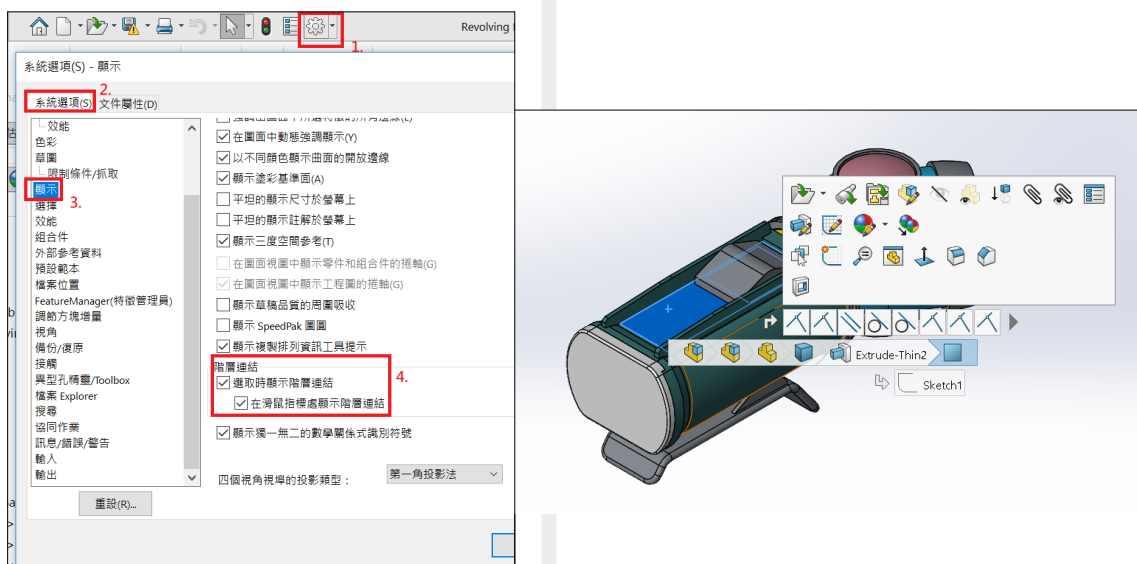 Revolving
1.
系統選項(S) - 顯示
2.
系統選項(S) 文件屬性(D)
效能
色彩
草圖
限制條件/抓取
顯示
3.
選擇
效能
組合件
外部參考資料
預設範本
檔案位置
FeatureManager(特徵管理員)
調節方塊增量
視角
備份/復原
接觸
異型孔精靈/Toolbox
檔案 Explorer
搜尋
協同作業
訊息/錯誤/警告
輸入
輸出
重設(R)...
在圖面中動態強調顯示(Y)
以不同顏色顯示曲面的開放邊線
顯示塗彩基準面(A)
平坦的顯示尺寸於螢幕上
平坦的顯示註解於螢幕上
顯示三度空間參考(T)
在圖面視圖中顯示零件和組合件的捲軸(G)
在圖面視圖中顯示工程圖的捲軸(G)
顯示草稿品質的周圍吸收
顯示 SpeedPak 圖圓
顯示複製排列資訊工具提示
階層連結
選取時顯示階層連結
4.
在滑鼠指標處顯示階層連結
顯示獨一無二的數學關係式識別符號
四個視角視埠的投影類型：
第一角投影法
Extrude-Thin2
Sketch1